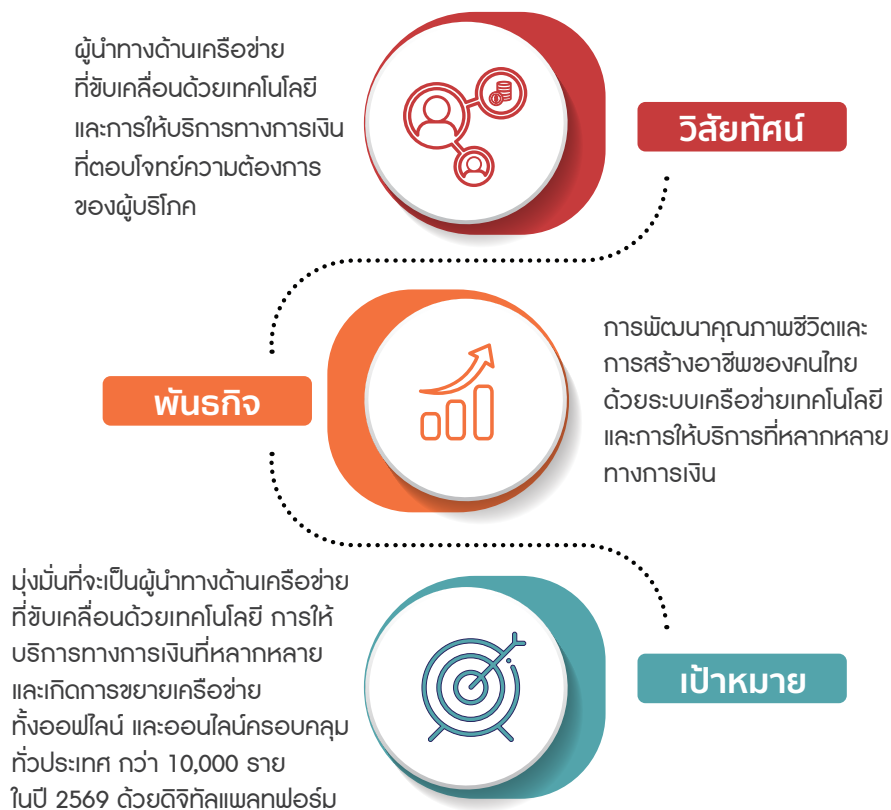 ผู้นำทางด้านเครือข่าย
ที่ขับเคลื่อนด้วยเทคโนโลยี
และการให้บริการทางการเงิน
ที่ตอบโจทย์ความต้องการ
ของผู้บริโภค
วิสัยทัศน์
พันธกิจ
การพัฒนาคุณภาพชีวิตและ
การสร้างอาชีพของคนไทย
ด้วยระบบเครือข่ายเทคโนโลยี
และการให้บริการที่หลากหลาย
ทางการเงิน
มุ่งมั่นที่จะเป็นผู้นำทางด้านเครือข่าย
ที่ขับเคลื่อนด้วยเทคโนโลยี การให้
บริการทางการเงินที่หลากหลาย
และเกิดการขยายเครือข่าย
ทั้งออฟไลน์ และออนไลน์ครอบคลุม
ทั่วประเทศ กว่า 10,000 ราย
ในปี 2569 ด้วยดิจิทัลแพลทฟอร์ม
เป้าหมาย